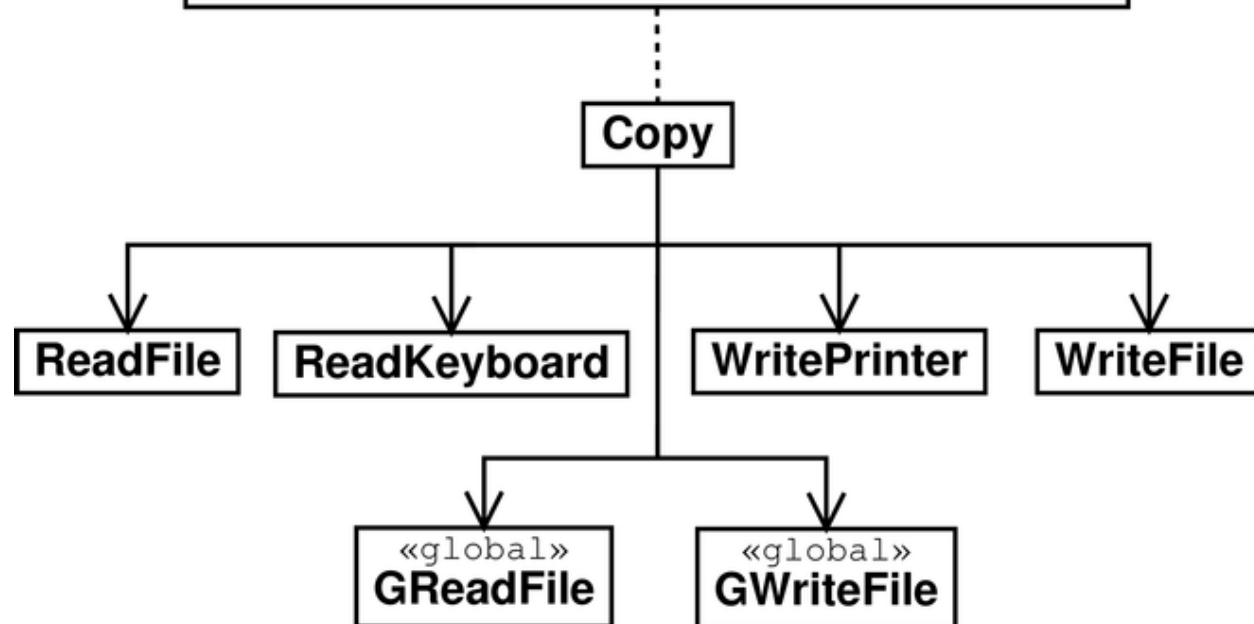 Copy
ReadFile
ReadKeyboard
WritePrinter
WriteFile
«global»
GReadFile
«global»
GWriteFile